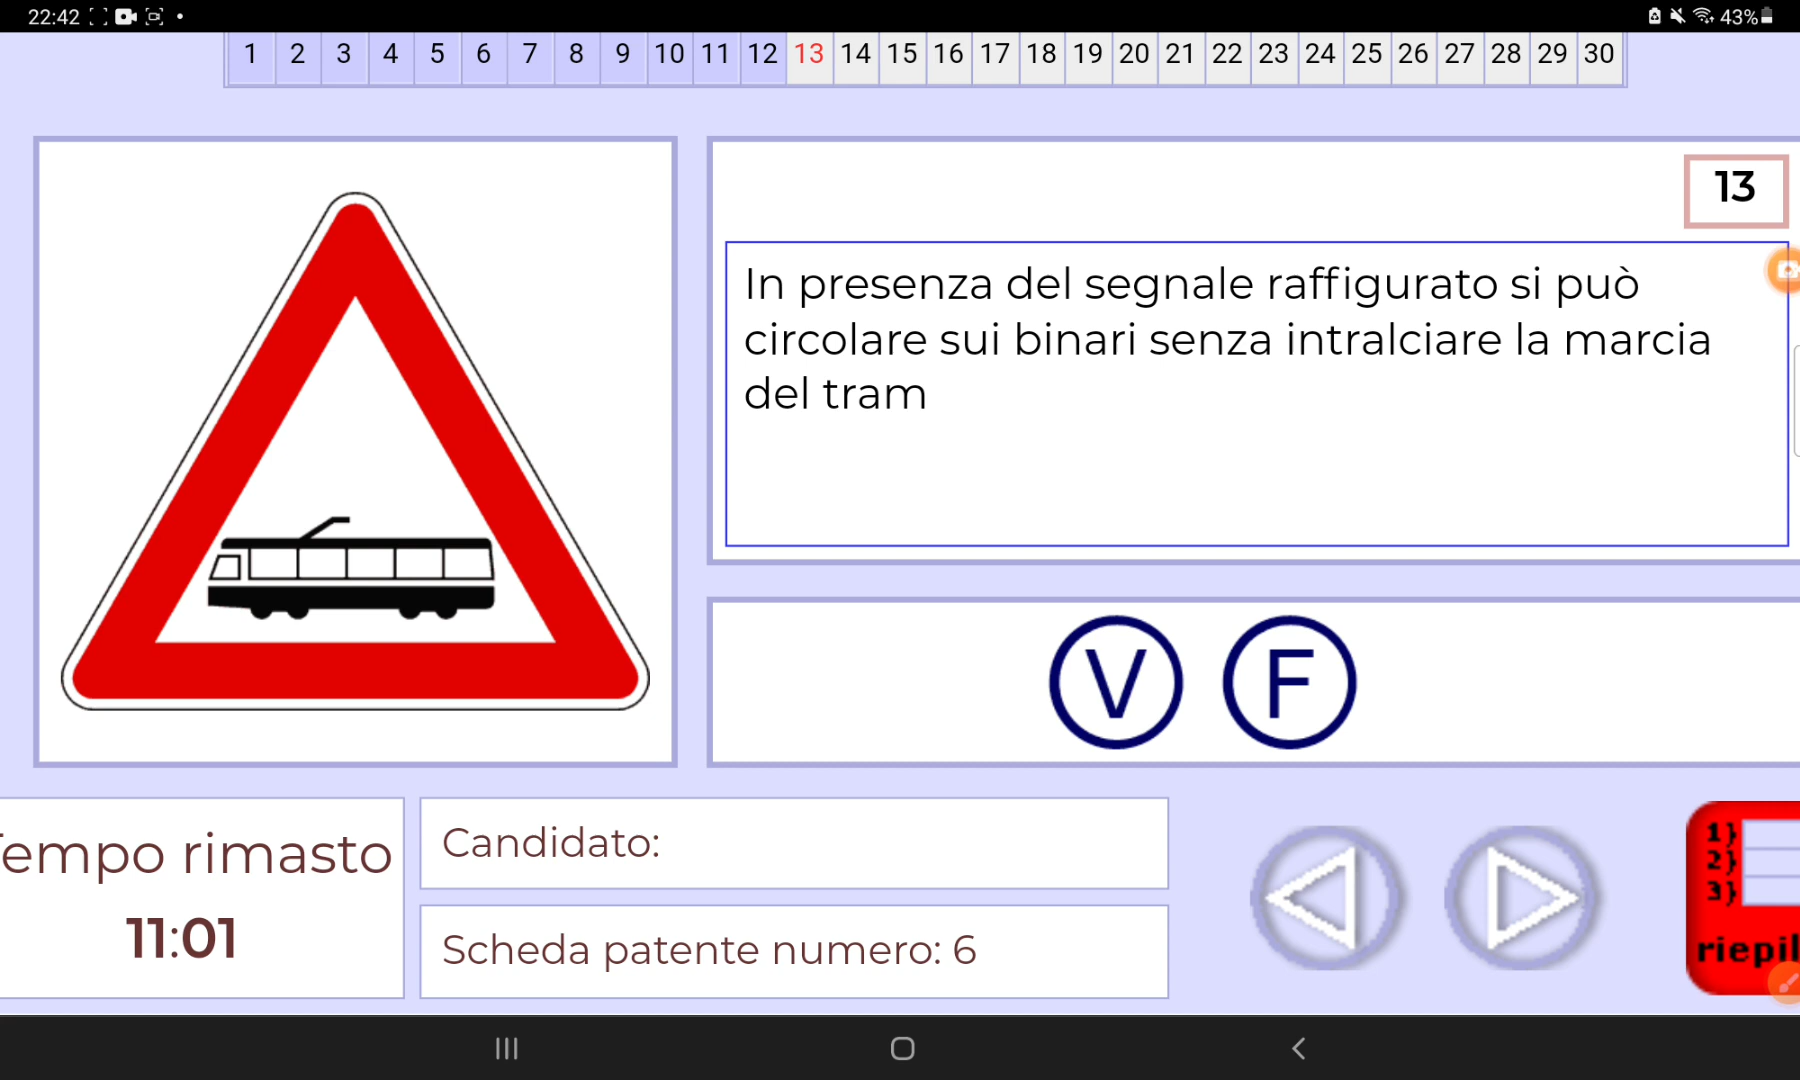 22:42
43%
1 2 3 4 5 6 7 8 9 10 11 12 13 14 15 16 17 18 19 20 21 22 23 24 25 26 27 28 29 30
13
In presenza del segnale raffigurato si può
circolare sui binari senza intralciare la marcia
del tram
V F
empo rimasto
11:01
Candidato:
Scheda patente numero: 6
1}
2}
3}
riepil